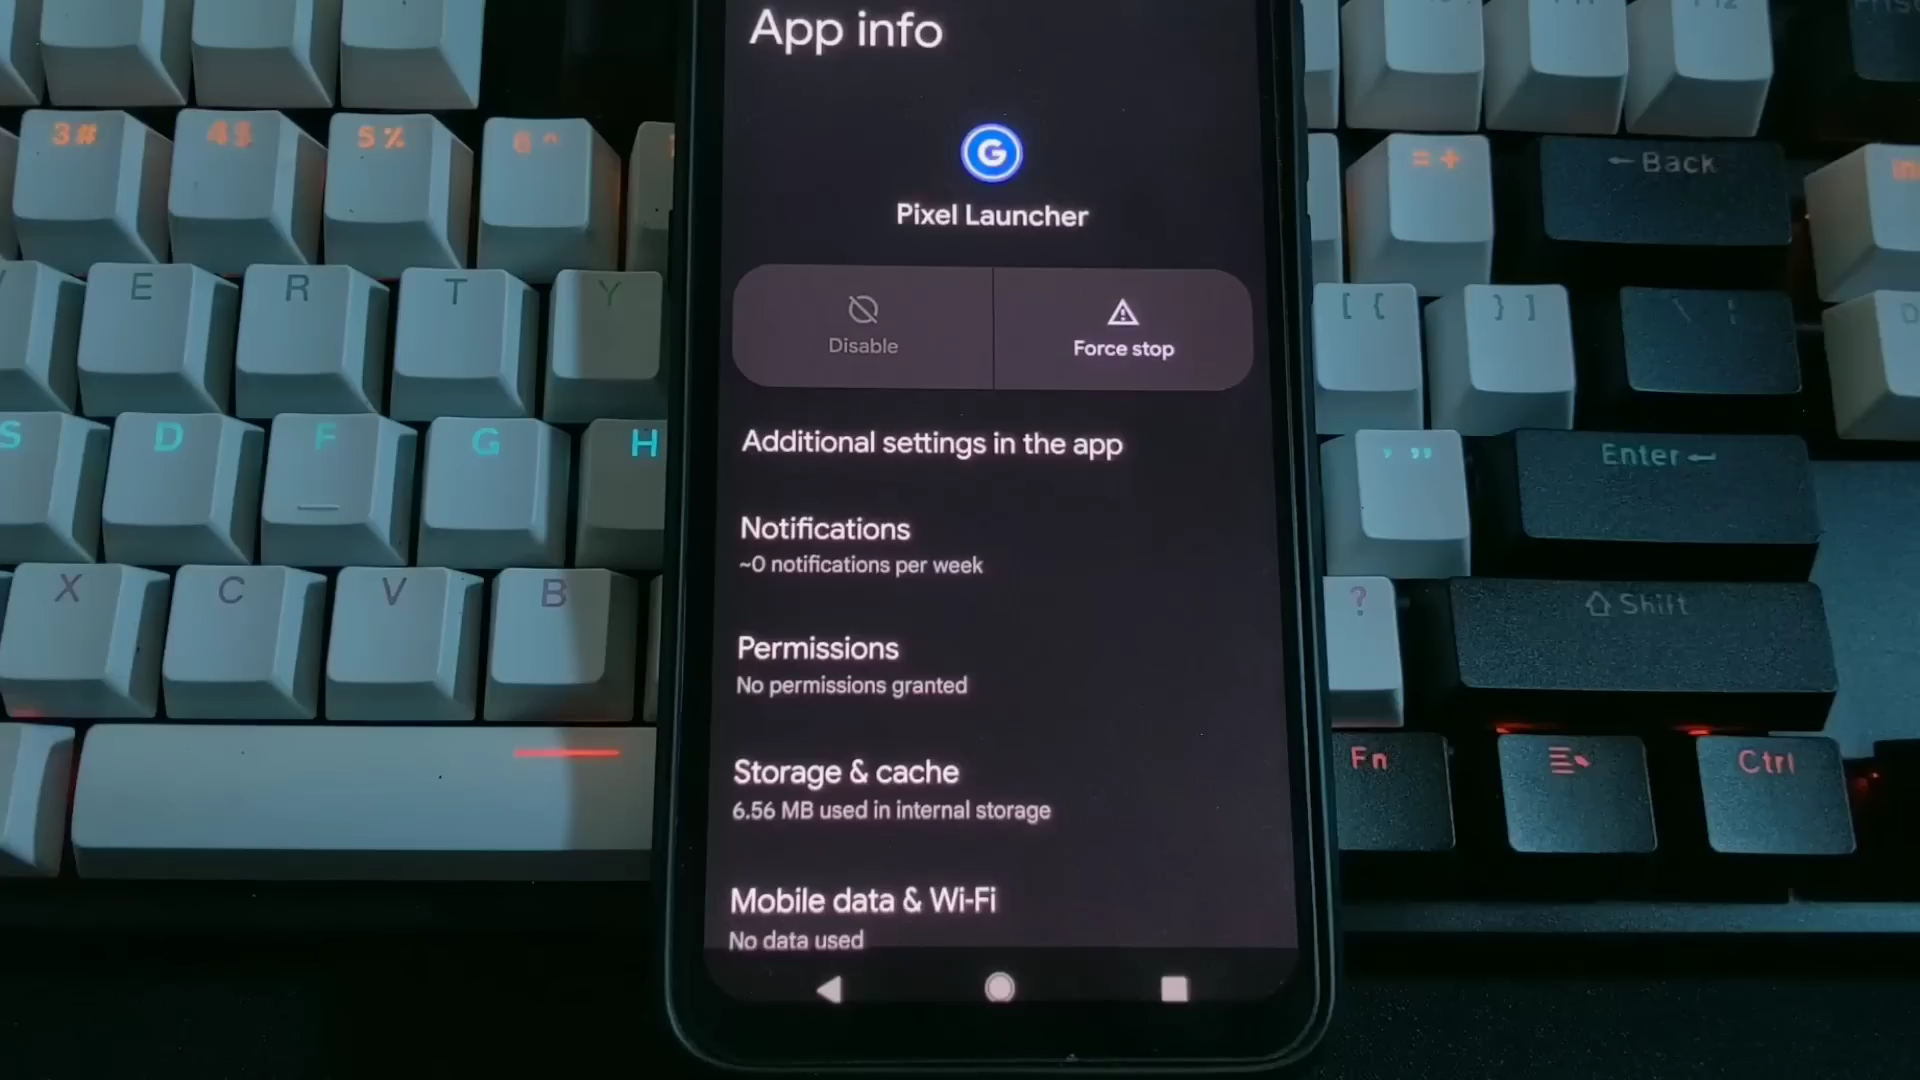 App info
G
Pixel Launcher
Disable
Force stop
Additional settings in the app
Notifications
~0 notifications per week
Permissions
No permissions granted
Storage & cache
6.56 MB used in internal storage
Mobile data & Wi-Fi
No data used
3#
4$
5%
6^
=+
← Back
E
R
T
Y
[ {
} ]
S
D
F
G
H
, ,,
Enter
X
C
V
B
?
Shift
Fn
Ctrl